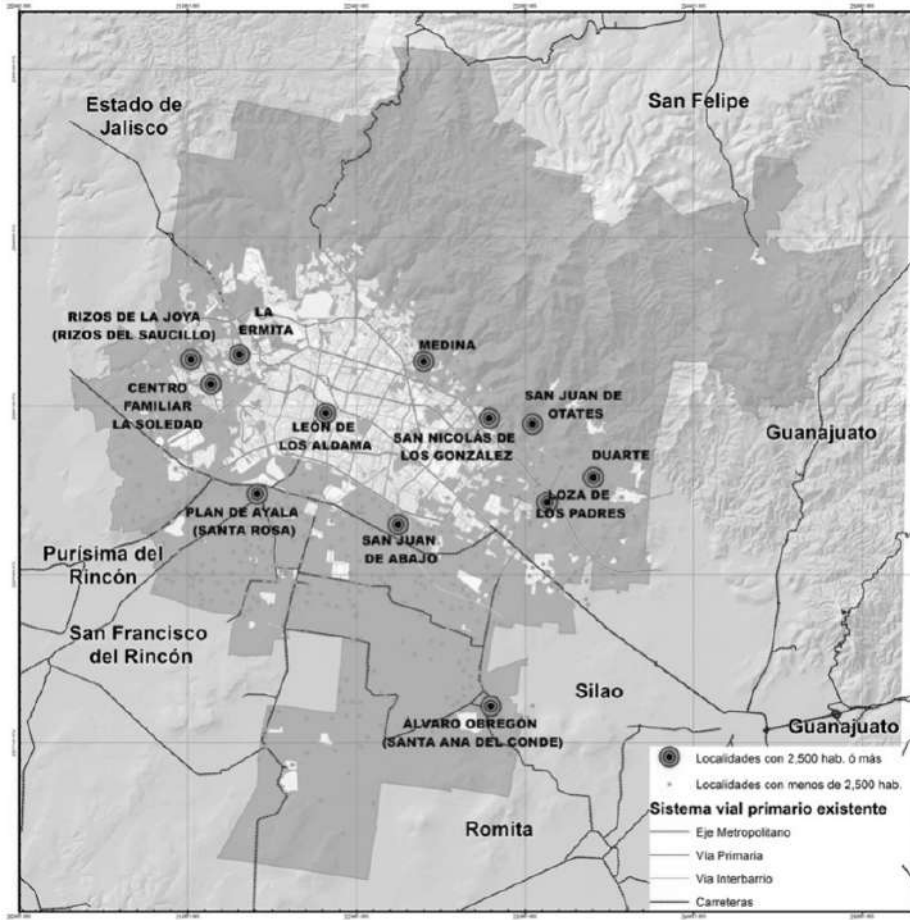 Estado de
Jalisco
San Felipe
RIZOS DE LA JOYA
(RIZOS DEL SAUCILLO)
LA
ERMITA
MEDINA
CENTRO
FAMILIAR
LA SOLEDAD
LEÓN DE
LOS ALDAMA
SAN JUAN DE
OTATES
SAN NICOLÁS DE
LOS GONZÁLEZ
Guanajuato
DUARTE
LOZA DE
LOS PADRES
PLAN DE AYALA
(SANTA ROSA)
SAN JUAN
DE ABAJO
Purísima del
Rincón
San Francisco
del Rincón
Silao
ÁLVARO OBREGÓN
(SANTA ANA DEL CONDE)
Guanajuato
Romita
Localidades con 2,500 hab. ó más
Localidades con menos de 2,500 hab.
Sistema vial primario existente
Eje Metropolitano
Vía Primaria
Vía Interbarrio
Carreteras